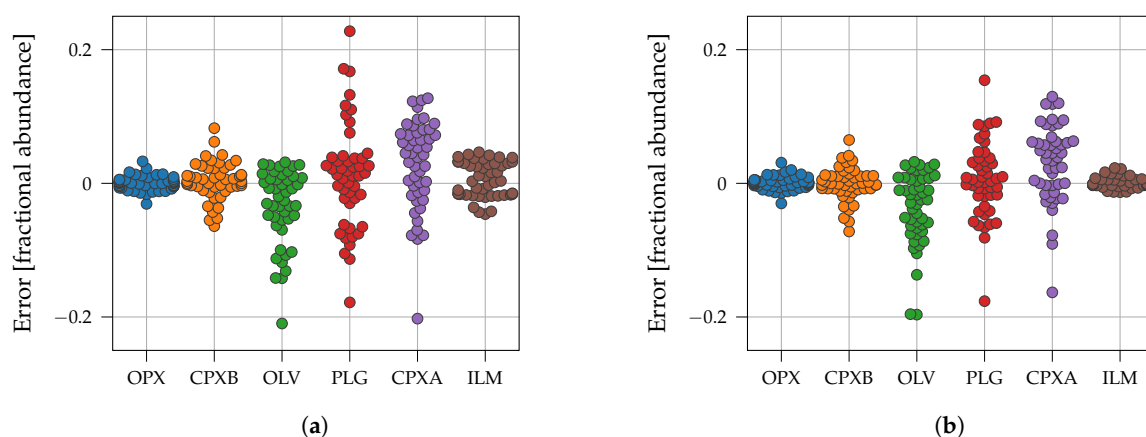 Error [fractional abundance]
0.2
0
−0.2
OPX CPXB OLV PLG CPXA ILM
(a)
Error [fractional abundance]
0.2
0
−0.2
OPX CPXB OLV PLG CPXA ILM
(b)